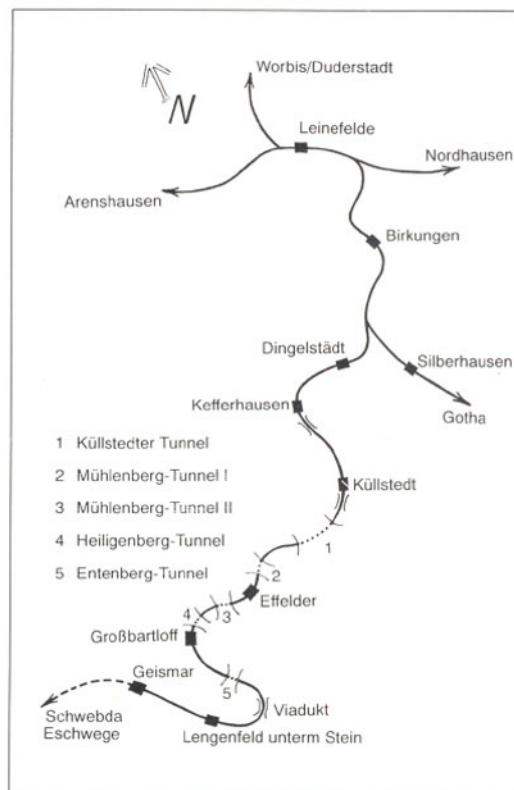 Worbis/Duderstadt
N
Leinefelde
Nordhausen
Arenshausen
Birkungen
Dingelstädt
Silberhausen
Kefferhausen
Gotha
1 Küllstedter Tunnel
2 Mühlenberg-Tunnel I
3 Mühlenberg-Tunnel II
4 Heiligenberg-Tunnel
5 Entenberg-Tunnel
Küllstedt
1
2
Effelder
3
4
Großbartloff
Geismar
5
Schwebda
Eschwege
Viadukt
Lengenfeld unterm Stein